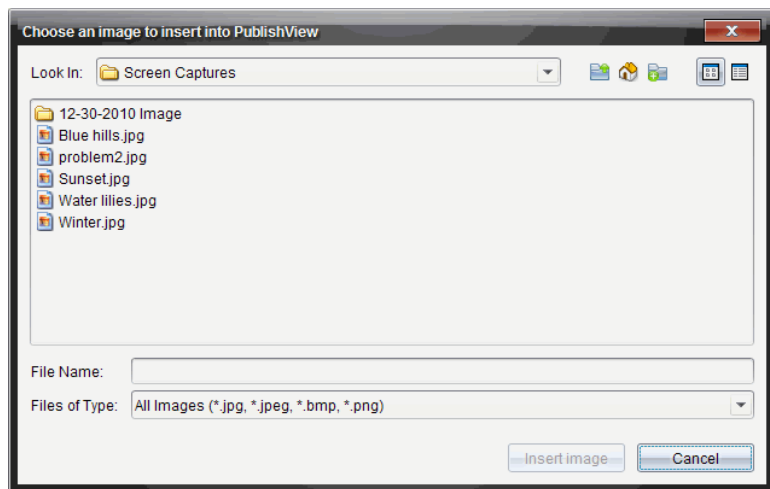 Choose an image to insert into PublishView
Look In: Screen Captures
12-30-2010 Image
Blue hills.jpg
problem2.jpg
Sunset.jpg
Water lilies.jpg
Winter.jpg
File Name:
Files of Type: All Images (*.jpg, *.jpeg, *.bmp, *.png)
Insert image Cancel